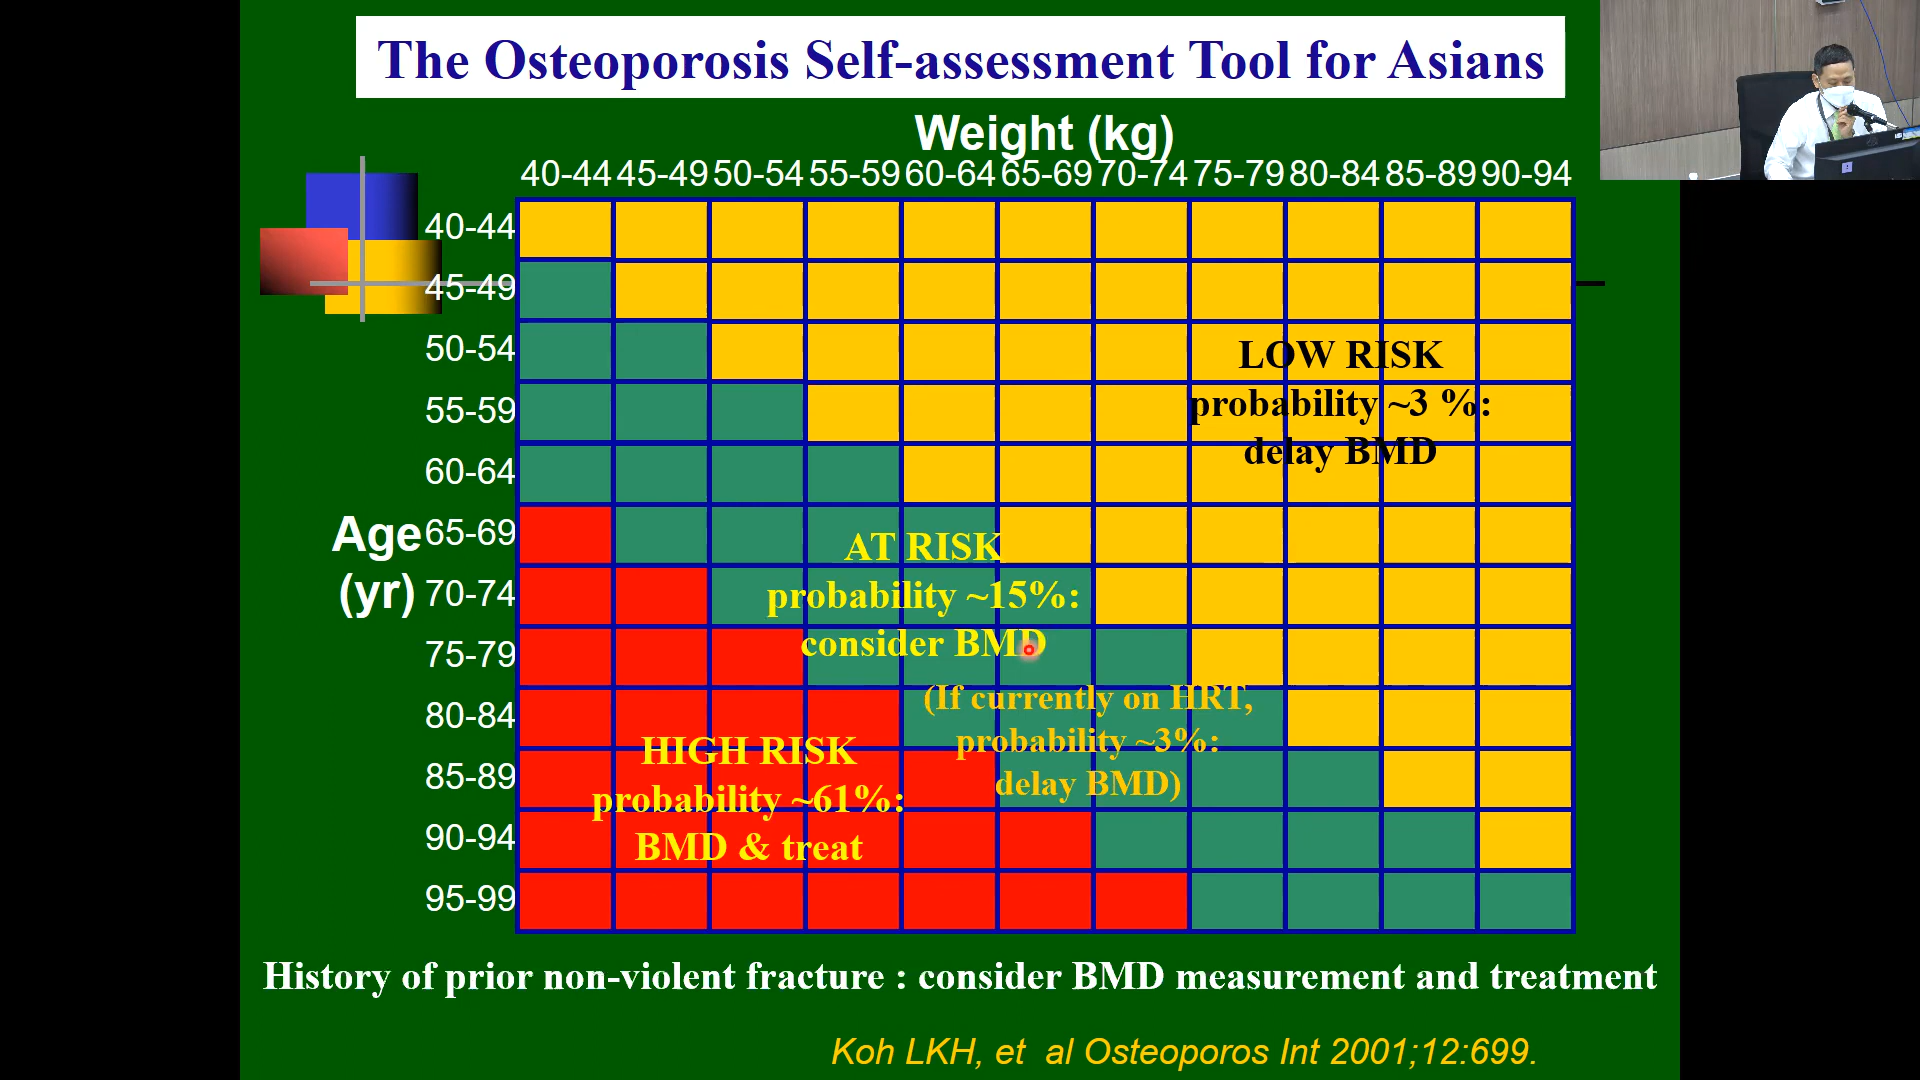 The Osteoporosis Self-assessment Tool for Asians
Weight (kg)
40-44 45-49 50-54 55-59 60-64 65-69 70-74 75-79 80-84 85-89 90-94
40-44
45-49
50-54
55-59
60-64
65-69
70-74
75-79
80-84
85-89
90-94
95-99
Age
(yr)
LOW RISK
probability ~3 %:
delay BMD
AT RISK
probability ~15%:
consider BMD
(If currently on HRT,
probability ~3%:
delay BMD)
HIGH RISK
probability ~61%:
BMD & treat
History of prior non-violent fracture : consider BMD measurement and treatment
Koh LKH, et al Osteoporos Int 2001;12:699.